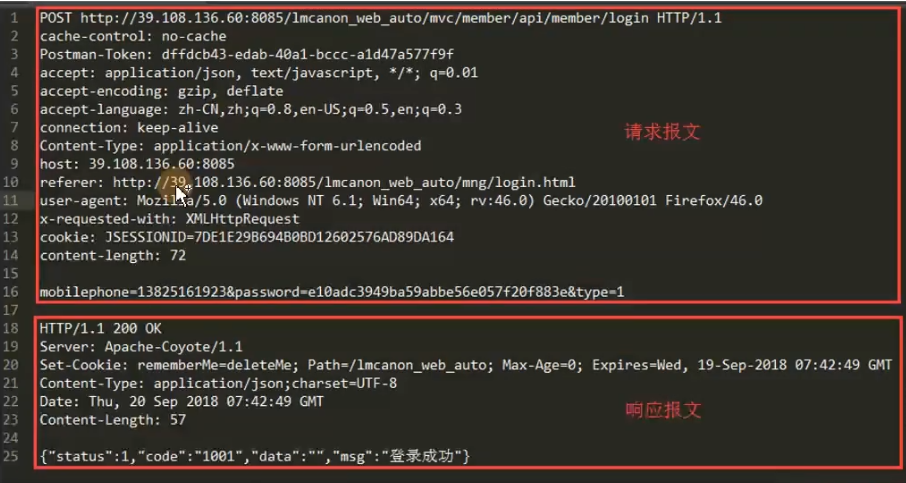 1 POST http://39.108.136.60:8085/lmcanon_web_auto/mvc/member/api/member/login HTTP/1.1
2 cache-control: no-cache
3 Postman-Token: dffdcb43-edab-40a1-bccc-a1d47a577f9f
4 accept: application/json, text/javascript, */*; q=0.01
5 accept-encoding: gzip, deflate
6 accept-language: zh-CN,zh;q=0.8,en-US;q=0.5,en;q=0.3
7 connection: keep-alive
请求报文
8 Content-Type: application/x-www-form-urlencoded
9 host: 39.108.136.60:8085
10 referer: http://39.108.136.60:8085/lmcanon_web_auto/mng/login.html
11 user-agent: Mozilla/5.0 (Windows NT 6.1; Win64; x64; rv:46.0) Gecko/20100101 Firefox/46.0
12 x-requested-with: XMLHttpRequest
13 cookie: JSESSIONID=7DE1E29B694B0BD12602576AD89DA164
14 content-length: 72
15
16 mobilephone=13825161923&password=e10adc3949ba59abbe56e057f20f883e&type=1
17
18 HTTP/1.1 200 OK
19 Server: Apache-Coyote/1.1
20 Set-Cookie: rememberMe=deleteMe; Path=/lmcanon_web_auto; Max-Age=0; Expires=Wed, 19-Sep-2018 07:42:49 GMT
21 Content-Type: application/json;charset=UTF-8
22 Date: Thu, 20 Sep 2018 07:42:49 GMT
响应报文
23 Content-Length: 57
24
25 {"status":1,"code":"1001","data":"","msg":"登录成功"}